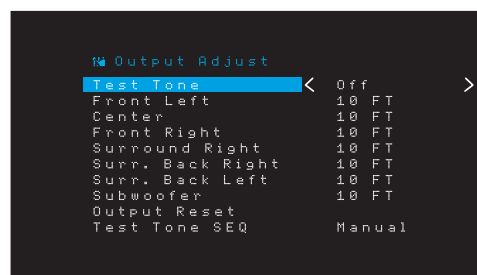 Output Adjust
Test Tone < Off >
Front Left 10 FT
Center 10 FT
Front Right 10 FT
Surround Right 10 FT
Surr. Back Right 10 FT
Surr. Back Left 10 FT
Subwoofer 10 FT
Output Reset
Test Tone SEQ Manual